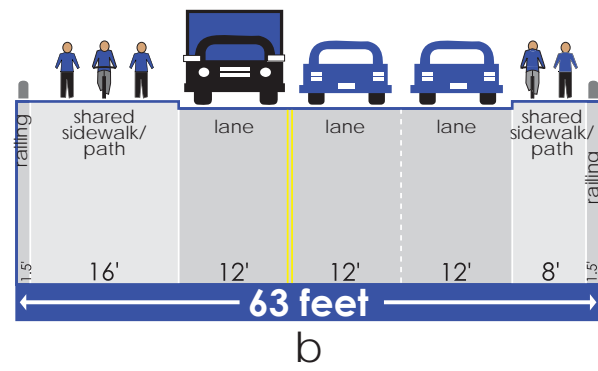 railing
shared
sidewalk/
path
lane
lane
lane
shared
sidewalk/
path
railing
1.5'
16'
12'
12'
12'
8'
1.5'
63 feet
b